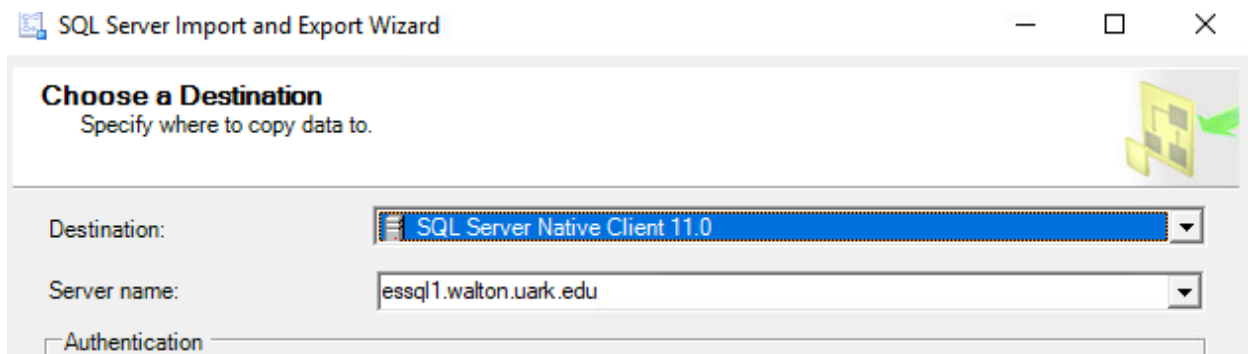 SQL Server Import and Export Wizard
Choose a Destination
Specify where to copy data to.
Destination: SQL Server Native Client 11.0
Server name: essql1.walton.uark.edu
Authentication